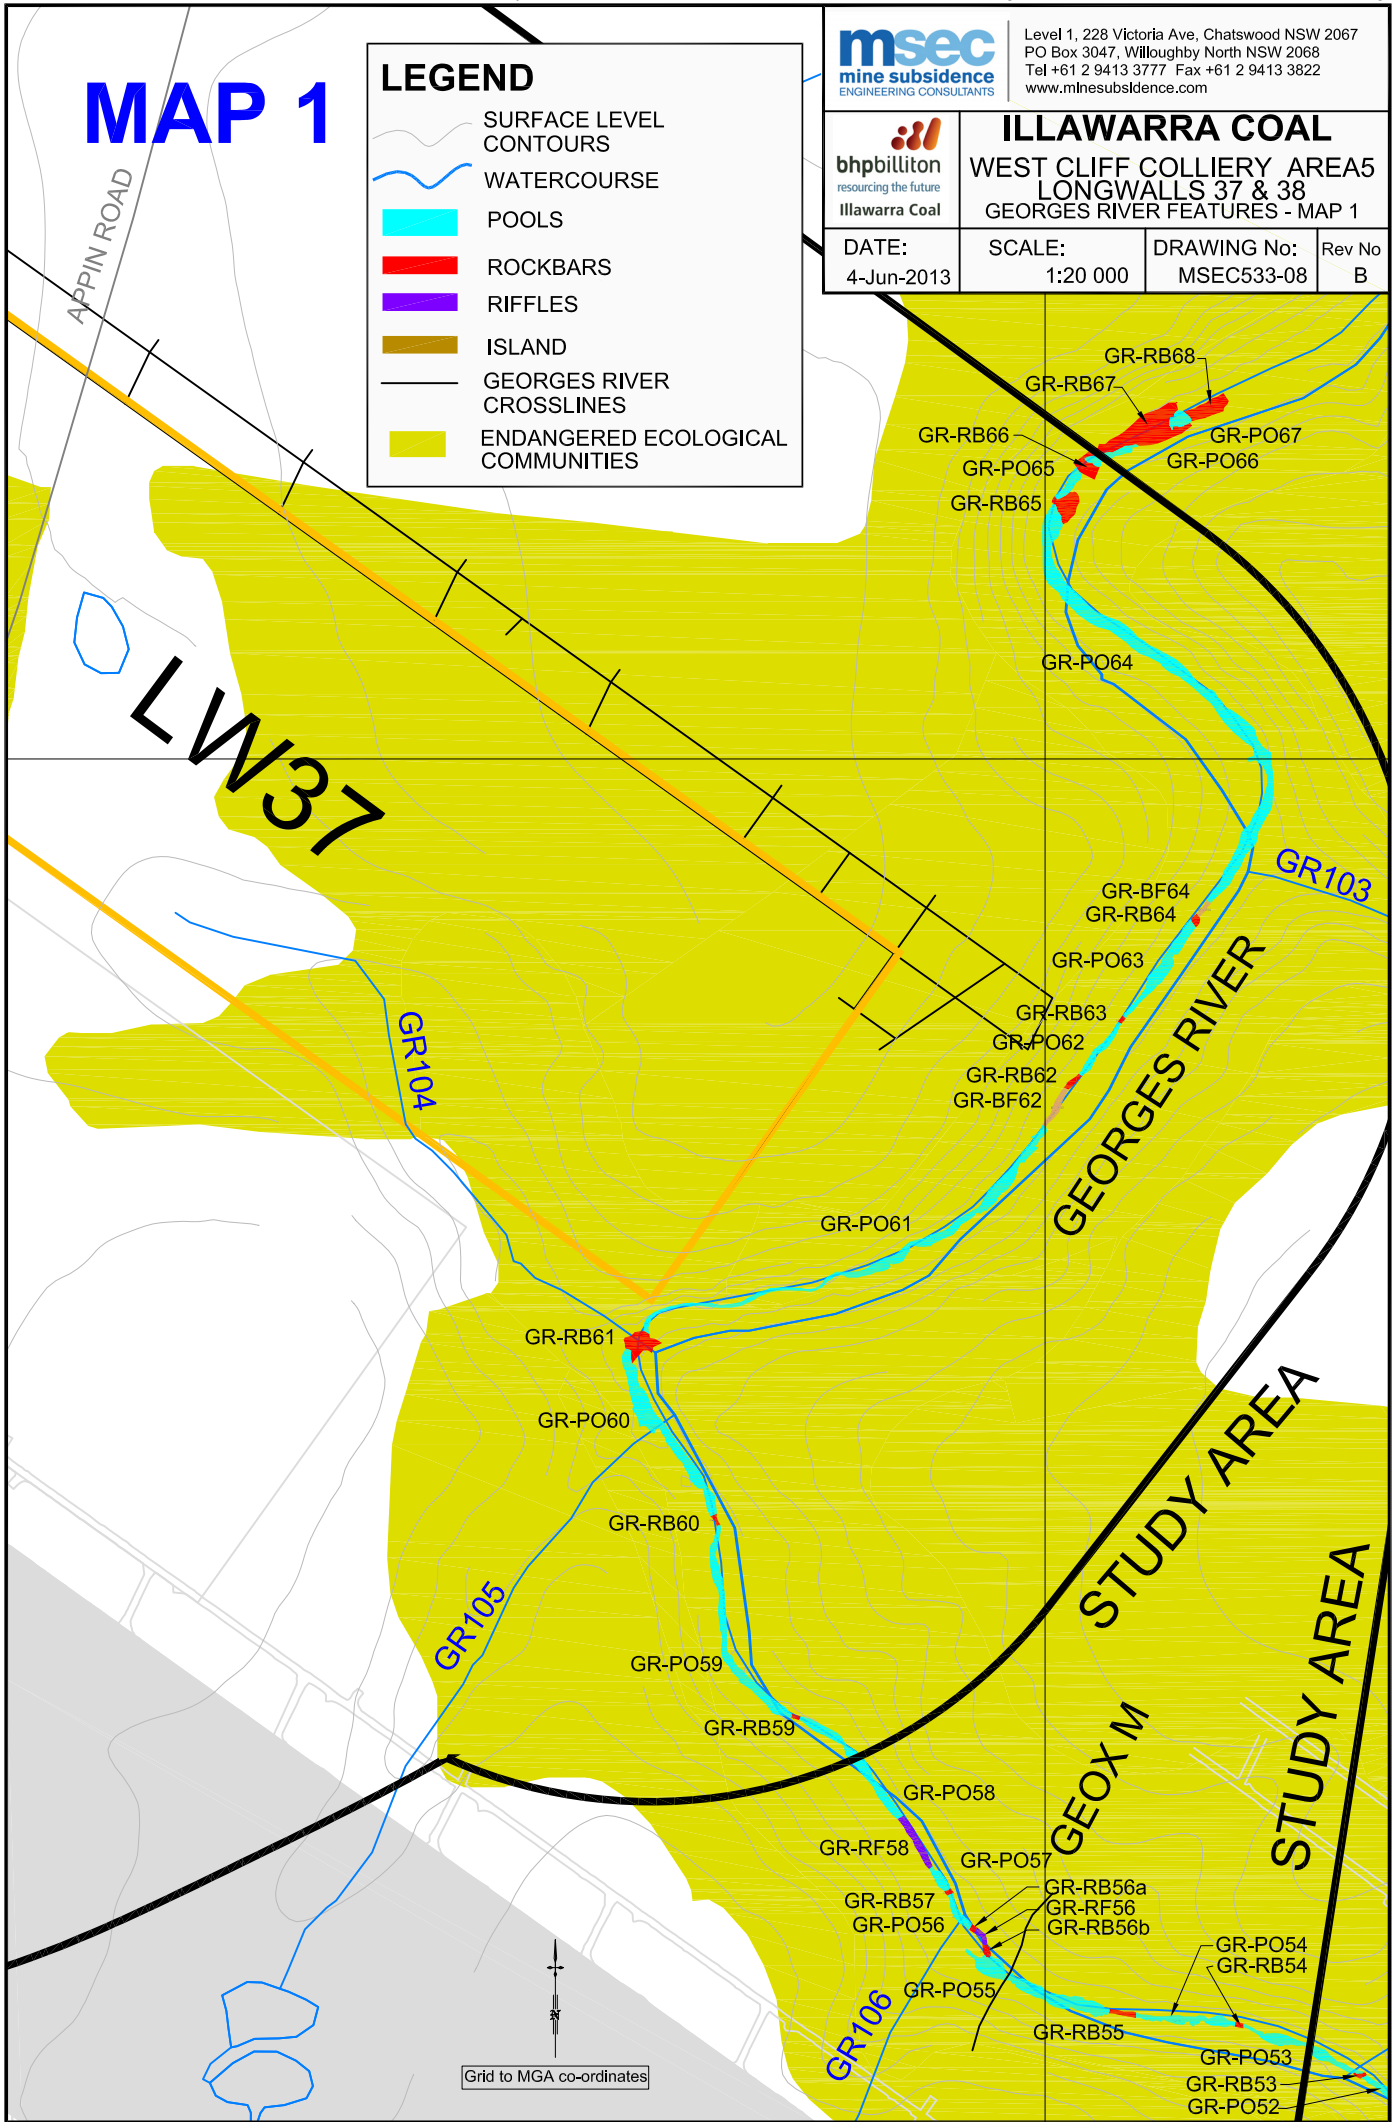 MAP 1
LEGEND
SURFACE LEVEL
CONTOURS
WATERCOURSE
POOLS
ROCKBARS
RIFFLES
ISLAND
GEORGES RIVER
CROSSLINES
ENDANGERED ECOLOGICAL
COMMUNITIES
msec
mine subsidence
ENGINEERING CONSULTANTS
Level 1, 228 Victoria Ave, Chatswood NSW 2067
PO Box 3047, Willoughby North NSW 2068
Tel +61 2 9413 3777 Fax +61 2 9413 3822
www.minesubsidence.com
bhpbilliton
resourcing the future
Illawarra Coal
ILLAWARRA COAL
WEST CLIFF COLLIERY AREA5
LONGWALLS 37 & 38
GEORGES RIVER FEATURES - MAP 1
DATE:
4-Jun-2013
SCALE:
1:20 000
DRAWING No:
MSEC533-08
Rev No
B
APPIN ROAD
GR-RB68
GR-RB67
GR-RB66
GR-PO67
GR-PO66
GR-PO65
GR-RB65
GR-PO64
LW37
GR103
GR-BF64
GR-RB64
GR-PO63
GR-RB63
GR-PO62
GR-RB62
GR-BF62
GEORGES RIVER
GR104
GR-PO61
GR-RB61
GR-PO60
GR-RB60
STUDY AREA
GR105
GR-PO59
GR-RB59
STUDY AREA
GEOX M
GR-PO58
GR-RF58
GR-PO57
GR-RB57
GR-PO56
GR-RB56a
GR-RF56
GR-RB56b
GR-PO54
GR-RB54
GR-PO55
GR-RB55
GR106
GR-PO53
GR-RB53
GR-PO52
N
Grid to MGA co-ordinates